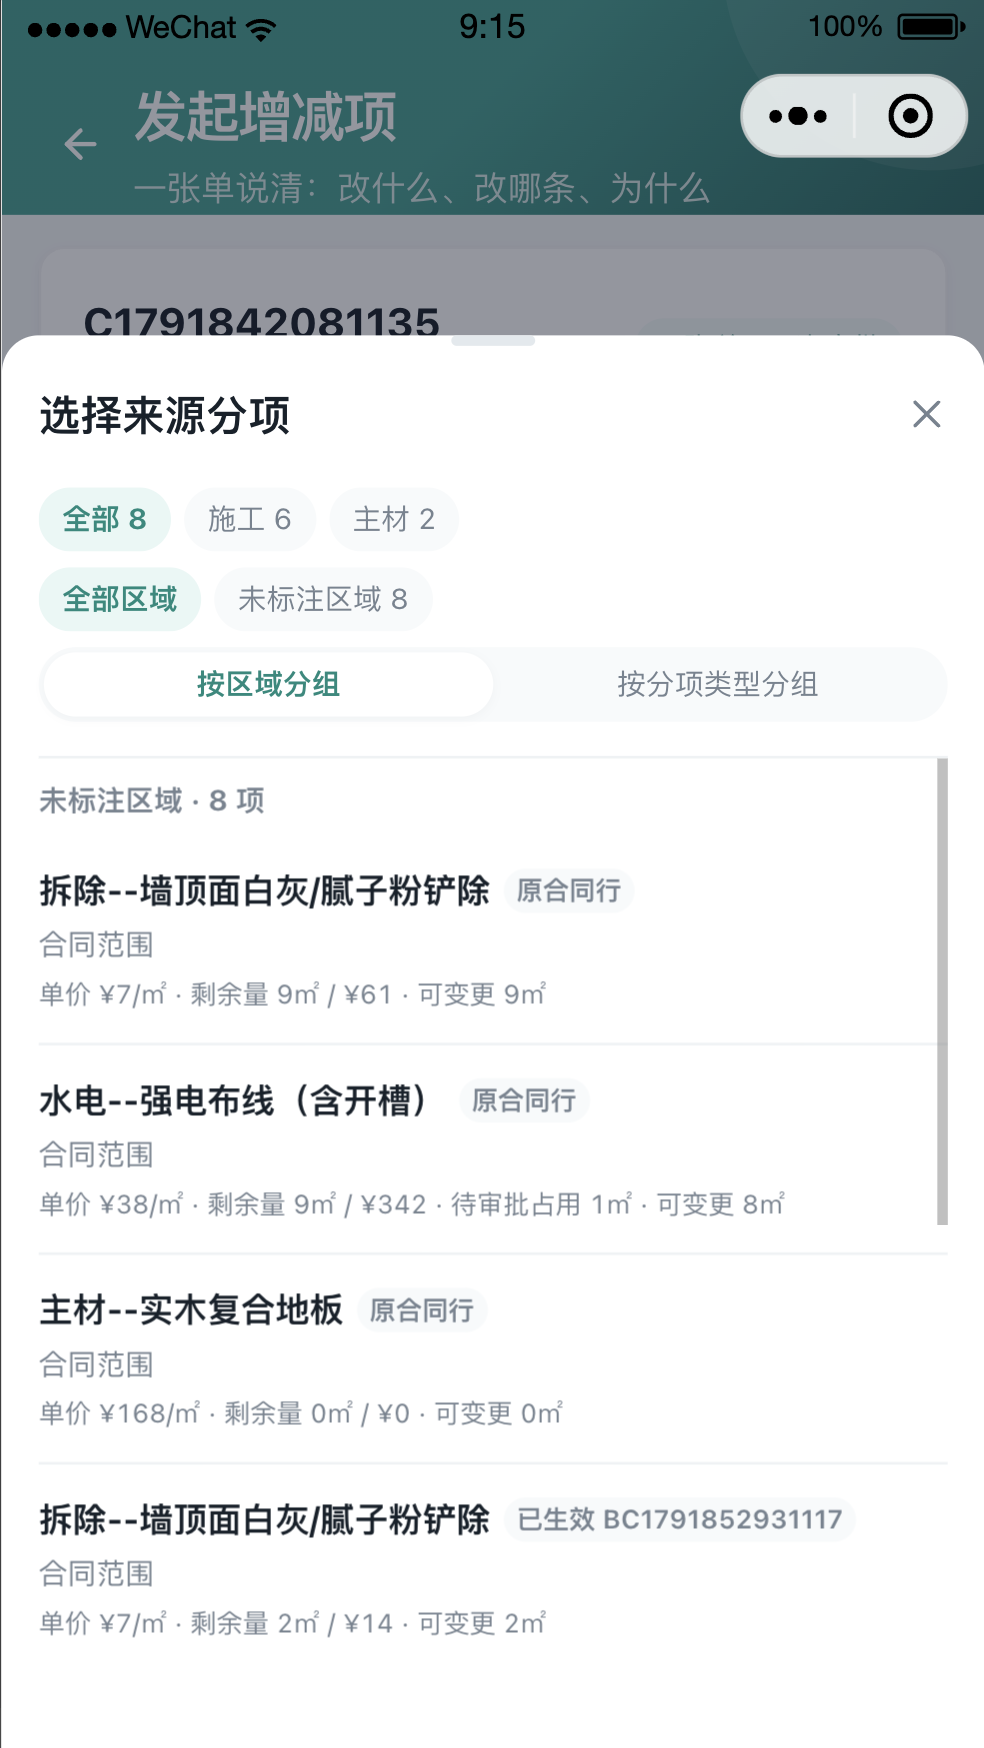 WeChat 9:15 100%
发起增减项
一张单说清：改什么、改哪条、为什么
C1791842081135
选择来源分项
全部 8 施工 6 主材 2
全部区域 未标注区域 8
按区域分组 按分项类型分组
未标注区域 · 8 项
拆除--墙顶面白灰/腻子粉铲除 原合同行
合同范围
单价 ¥7/㎡ · 剩余量 9㎡ / ¥61 · 可变更 9㎡
水电--强电布线（含开槽） 原合同行
合同范围
单价 ¥38/㎡ · 剩余量 9㎡ / ¥342 · 待审批占用 1㎡ · 可变更 8㎡
主材--实木复合地板 原合同行
合同范围
单价 ¥168/㎡ · 剩余量 0㎡ / ¥0 · 可变更 0㎡
拆除--墙顶面白灰/腻子粉铲除 已生效 BC1791852931117
合同范围
单价 ¥7/㎡ · 剩余量 2㎡ / ¥14 · 可变更 2㎡